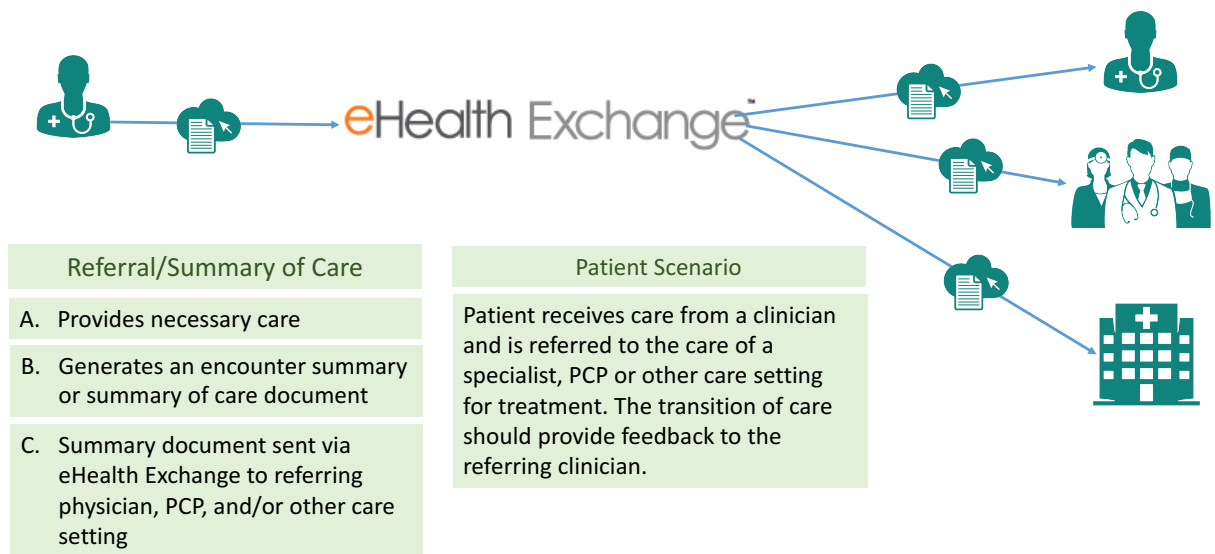 eHealth Exchange™
Referral/Summary of Care
A. Provides necessary care
B. Generates an encounter summary
or summary of care document
C. Summary document sent via
eHealth Exchange to referring
physician, PCP, and/or other care
setting
Patient Scenario
Patient receives care from a clinician
and is referred to the care of a
specialist, PCP or other care setting
for treatment. The transition of care
should provide feedback to the
referring clinician.